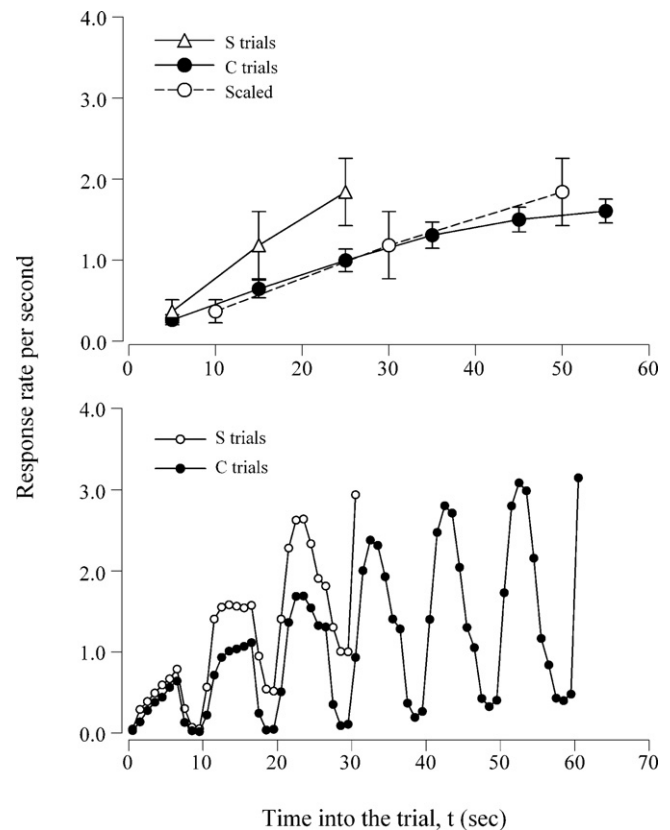 4.0
S trials
C trials
Scaled
3.0
2.0
1.0
0.0
0 10 20 30 40 50 60
Response rate per second
4.0
S trials
C trials
3.0
2.0
1.0
0.0
0 10 20 30 40 50 60 70
Time into the trial, t (sec)